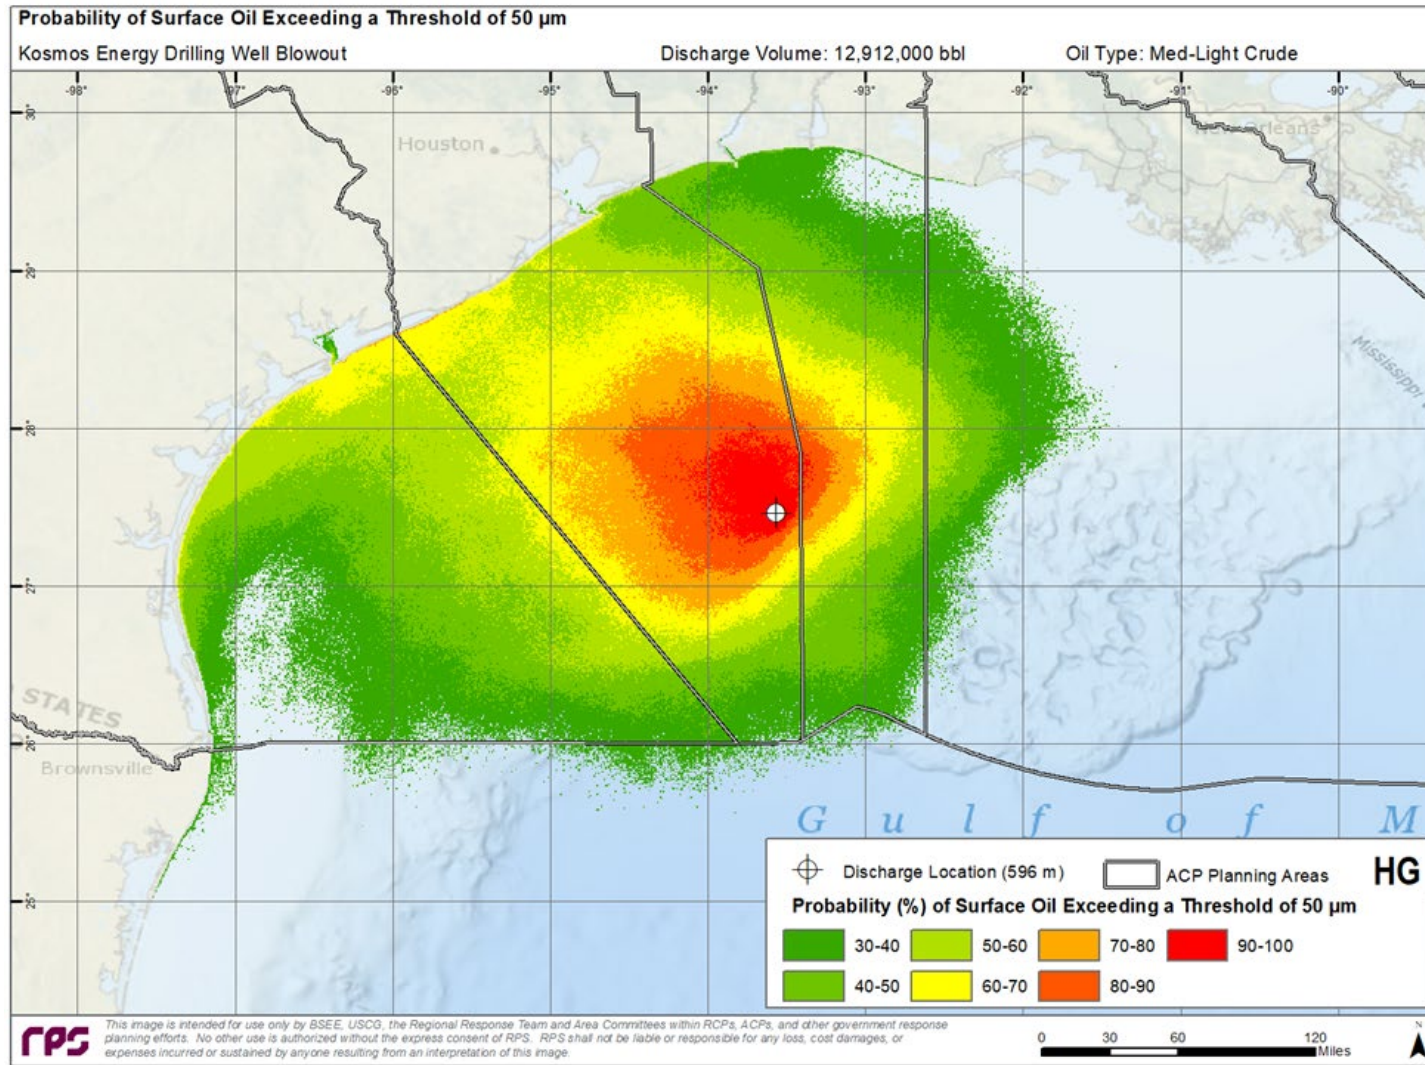 Probability of Surface Oil Exceeding a Threshold of 50 µm
Kosmos Energy Drilling Well Blowout Discharge Volume: 12,912,000 bbl Oil Type: Med-Light Crude
-98° -97° -96° -95° -94° -93° -92° -91° -90°
30°
Houston
29°
Mississippi
28°
27°
STATES
26°
Brownsville
Gulf of M
25°
Discharge Location (596 m) ACP Planning Areas HG
Probability (%) of Surface Oil Exceeding a Threshold of 50 µm
30-40 50-60 70-80 90-100
40-50 60-70 80-90
rps
This image is intended for use only by BSEE, USCG, the Regional Response Team and Area Committees within RCPs, ACPs, and other government response
planning efforts. No other use is authorized without the express consent of RPS. RPS shall not be liable or responsible for any loss, cost damages, or
expenses incurred or sustained by anyone resulting from an interpretation of this image.
0 30 60 120
Miles
N